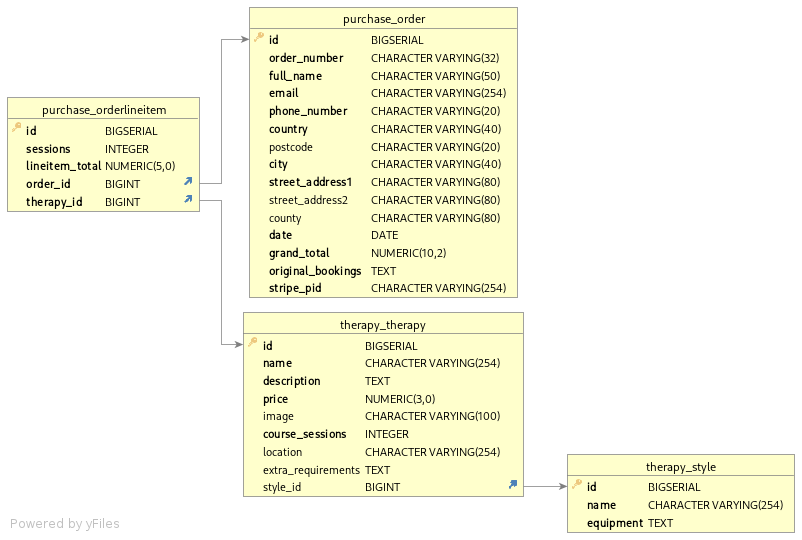 purchase_order
id BIGSERIAL
order_number CHARACTER VARYING(32)
full_name CHARACTER VARYING(50)
email CHARACTER VARYING(254)
phone_number CHARACTER VARYING(20)
country CHARACTER VARYING(40)
postcode CHARACTER VARYING(20)
city CHARACTER VARYING(40)
street_address1 CHARACTER VARYING(80)
street_address2 CHARACTER VARYING(80)
county CHARACTER VARYING(80)
date DATE
grand_total NUMERIC(10,2)
original_bookings TEXT
stripe_pid CHARACTER VARYING(254)
purchase_orderlineitem
id BIGSERIAL
sessions INTEGER
lineitem_total NUMERIC(5,0)
order_id BIGINT
therapy_id BIGINT
therapy_therapy
id BIGSERIAL
name CHARACTER VARYING(254)
description TEXT
price NUMERIC(3,0)
image CHARACTER VARYING(100)
course_sessions INTEGER
location CHARACTER VARYING(254)
extra_requirements TEXT
style_id BIGINT
therapy_style
id BIGSERIAL
name CHARACTER VARYING(254)
equipment TEXT
Powered by yFiles